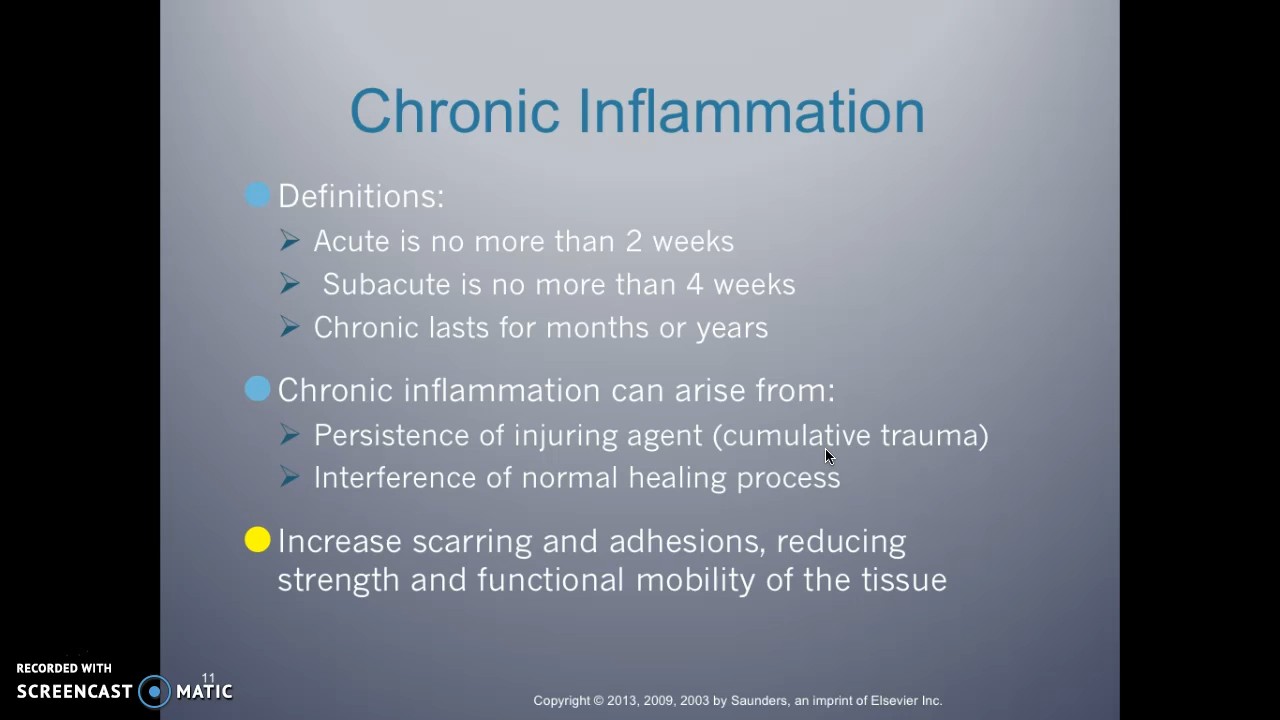 Chronic Inflammation
Definitions:
Acute is no more than 2 weeks
Subacute is no more than 4 weeks
Chronic lasts for months or years
Chronic inflammation can arise from:
Persistence of injuring agent (cumulative trauma)
Interference of normal healing process
Increase scarring and adhesions, reducing
strength and functional mobility of the tissue
RECORDED WITH
SCREENCAST MATIC
11
Copyright © 2013, 2009, 2003 by Saunders, an imprint of Elsevier Inc.